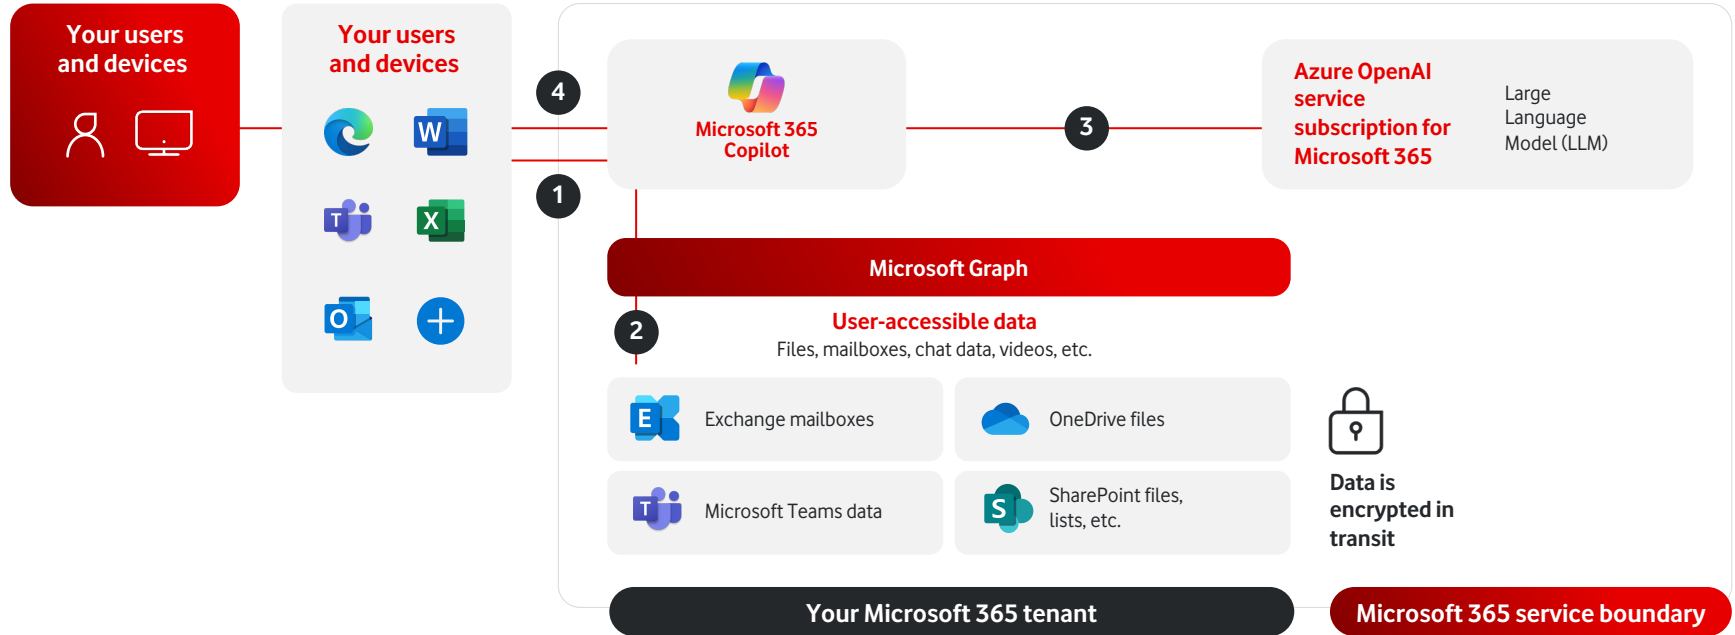 Your users
and devices
Your users
and devices
W
T
X
O
4
1
Microsoft 365
Copilot
3
Azure OpenAI
service
subscription for
Microsoft 365
Large
Language
Model (LLM)
Microsoft Graph
2
User-accessible data
Files, mailboxes, chat data, videos, etc.
E
Exchange mailboxes
OneDrive files
T
Microsoft Teams data
S
SharePoint files,
lists, etc.
Data is
encrypted in
transit
Your Microsoft 365 tenant
Microsoft 365 service boundary